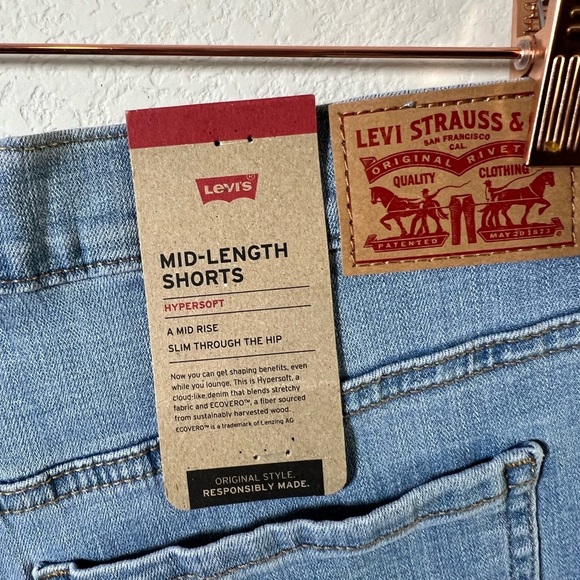 LEVI'S
MID-LENGTH
SHORTS
HYPERSOFT
A MID RISE
SLIM THROUGH THE HIP
Now you can get shaping benefits, even
while you lounge. This is Hypersoft, a
cloud-like denim that blends stretchy
fabric and ECOVERO™, a fiber sourced
from sustainably harvested wood.
ECOVERO™ is a trademark of Lenzing AG
ORIGINAL STYLE.
RESPONSIBLY MADE.
LEVI STRAUSS &
SAN FRANCISCO
CAL.
ORIGINAL RIVET
QUALITY CLOTHING
PATENTED MAY 20 1873